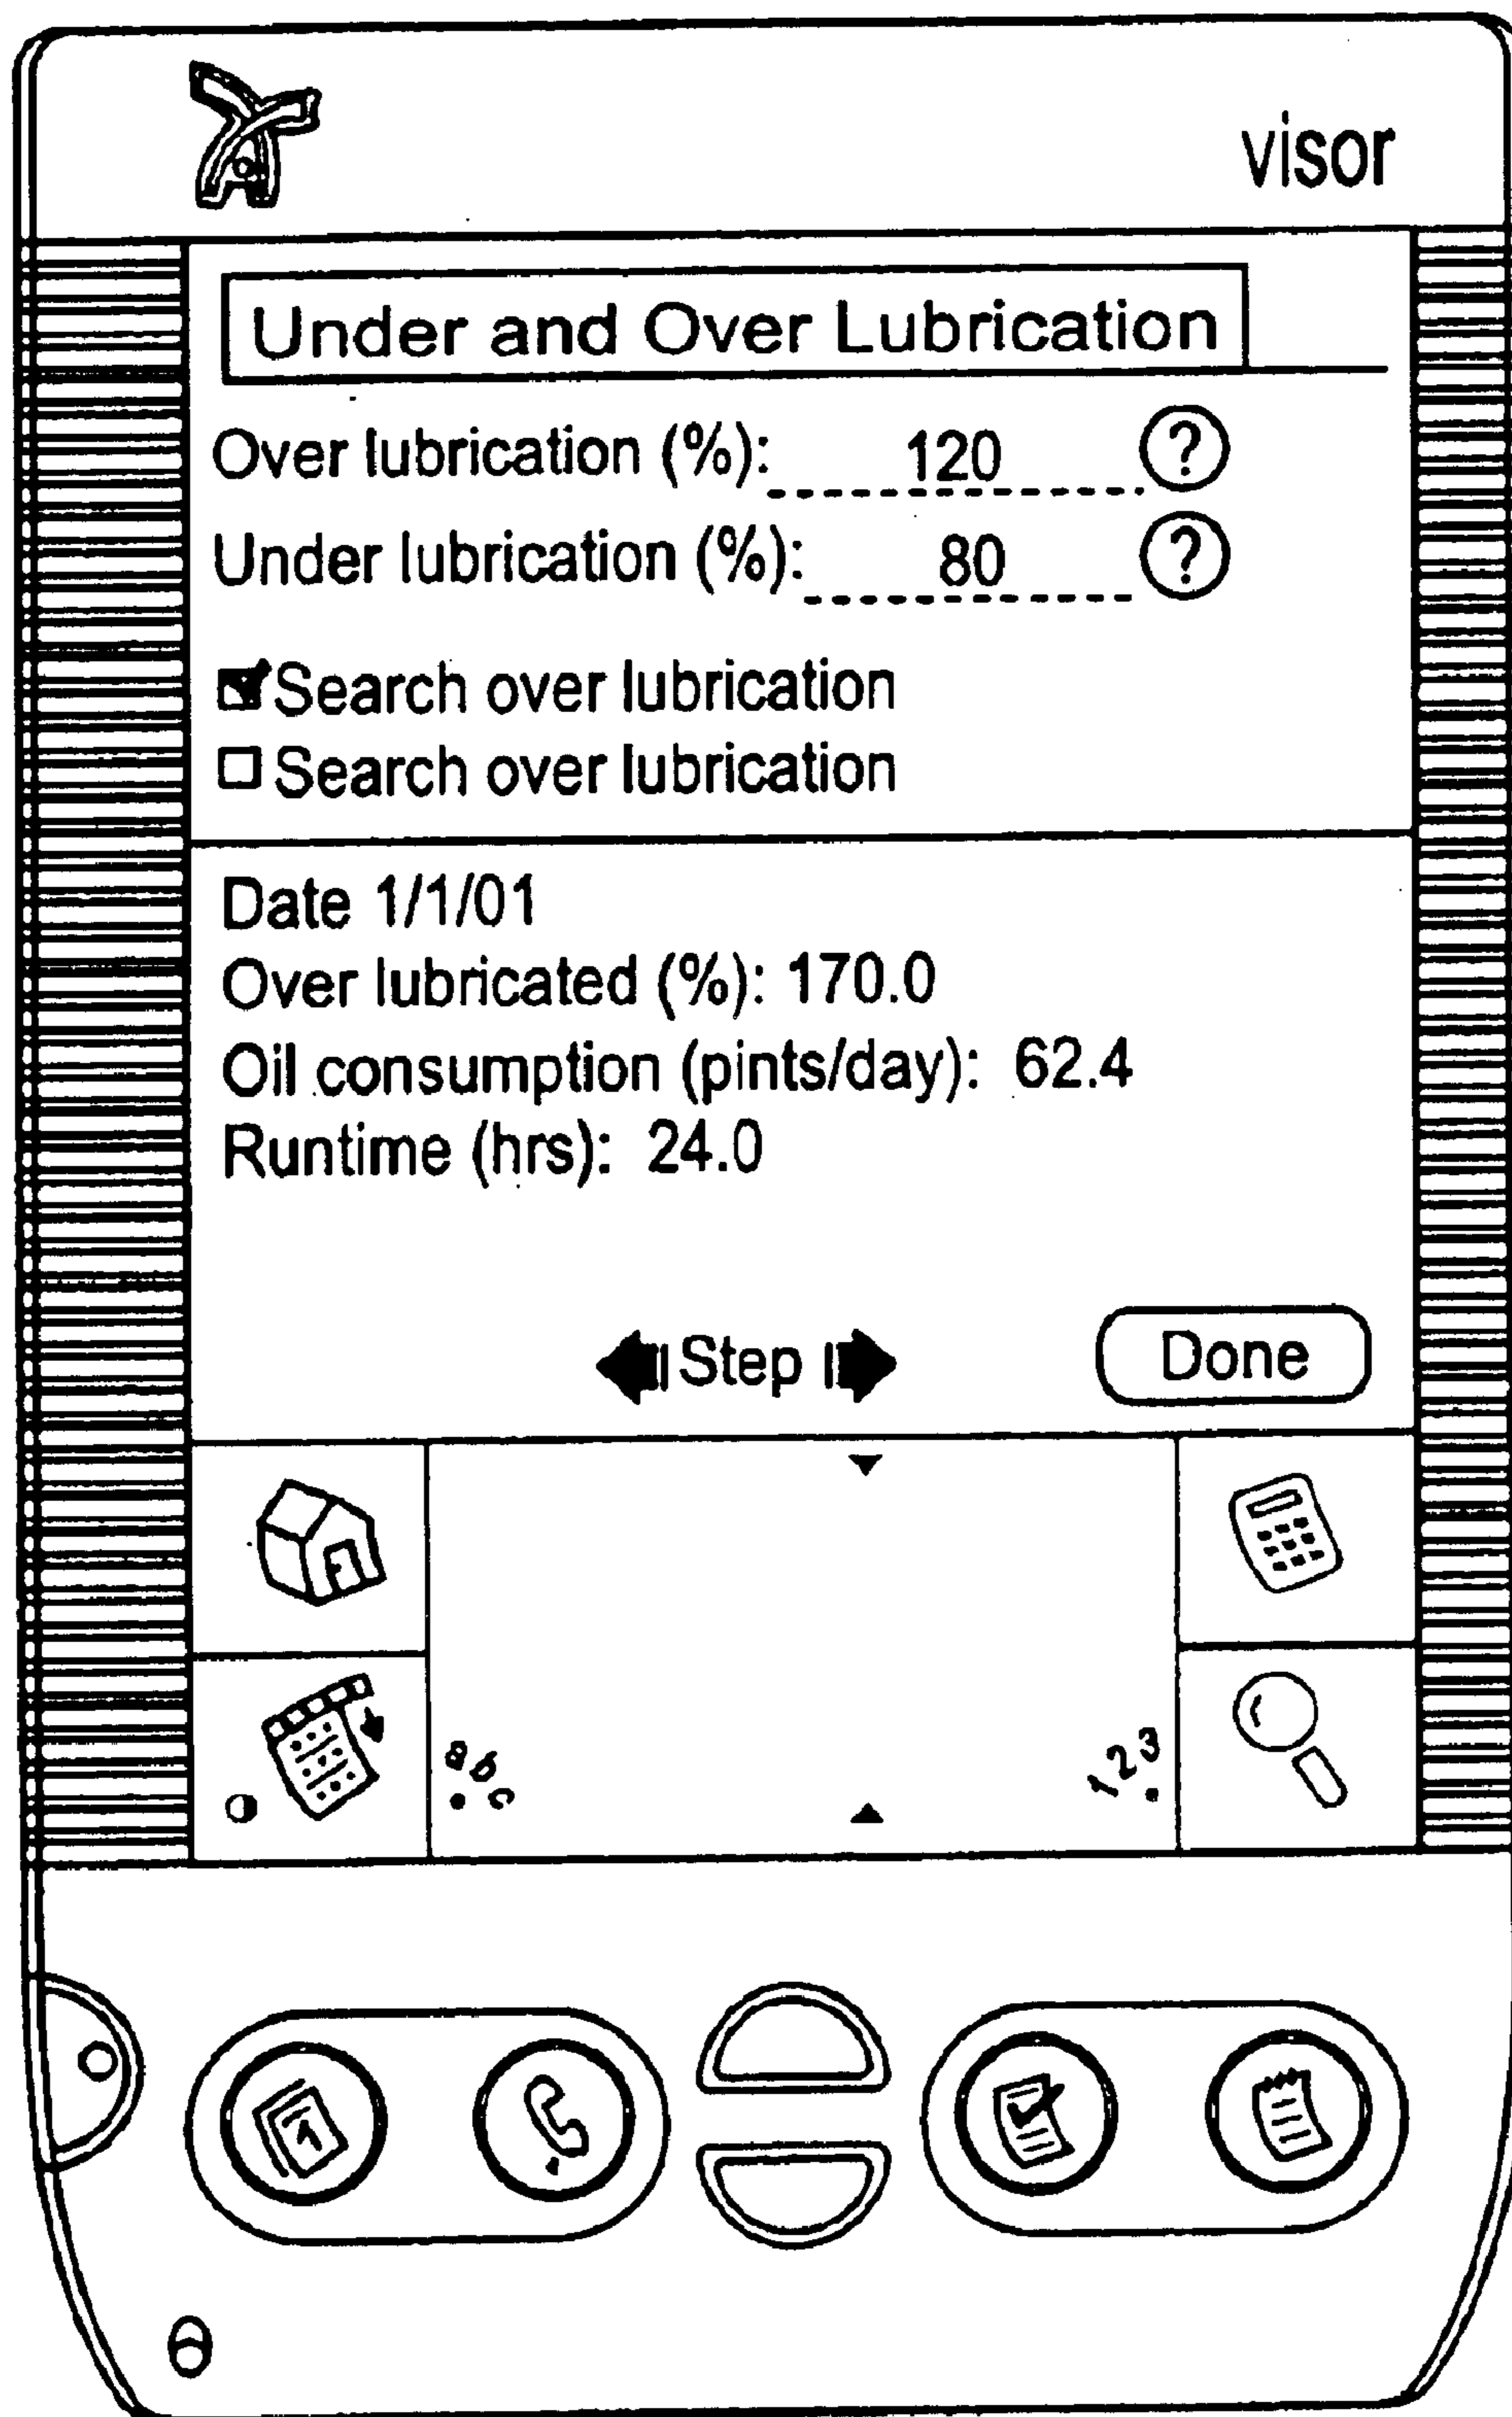 visor
Under and Over Lubrication
Over lubrication (%): 120 ?
Under lubrication (%): 80 ?
Search over lubrication
Search over lubrication
Date 1/1/01
Over lubricated (%): 170.0
Oil consumption (pints/day): 62.4
Runtime (hrs): 24.0
Step
Done
abc
123
1